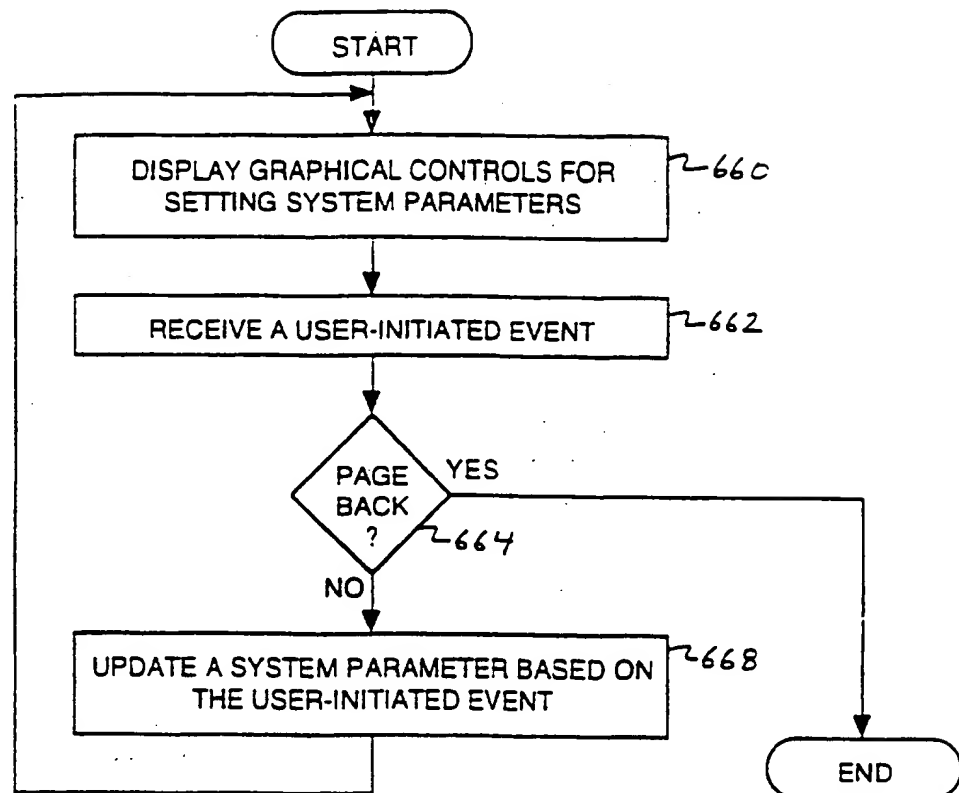 START
DISPLAY GRAPHICAL CONTROLS FOR
SETTING SYSTEM PARAMETERS
660
RECEIVE A USER-INITIATED EVENT
662
PAGE
BACK
?
YES
664
NO
UPDATE A SYSTEM PARAMETER BASED ON
THE USER-INITIATED EVENT
668
END